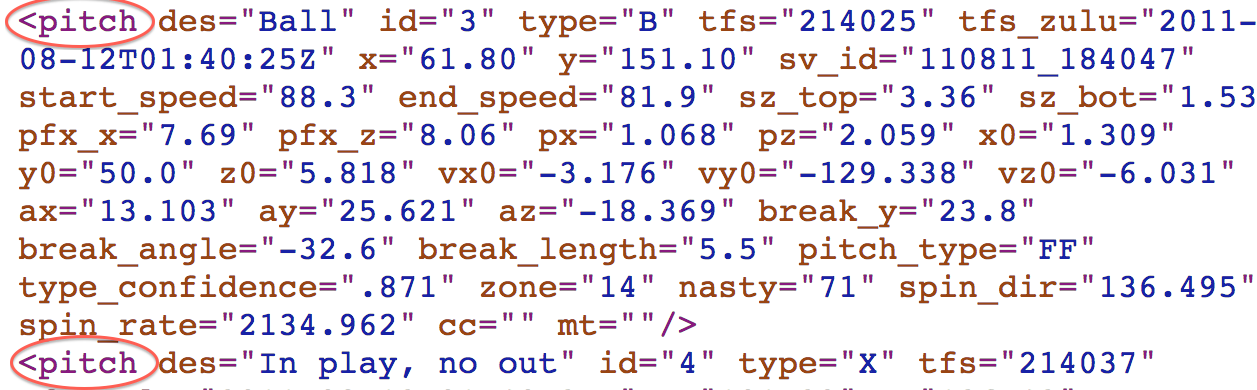 <pitch des="Ball" id="3" type="B" tfs="214025" tfs_zulu="2011-
08-12T01:40:25Z" x="61.80" y="151.10" sv_id="110811_184047"
start_speed="88.3" end_speed="81.9" sz_top="3.36" sz_bot="1.53
pfx_x="7.69" pfx_z="8.06" px="1.068" pz="2.059" x0="1.309"
y0="50.0" z0="5.818" vx0="-3.176" vy0="-129.338" vz0="-6.031"
ax="13.103" ay="25.621" az="-18.369" break_y="23.8"
break_angle="-32.6" break_length="5.5" pitch_type="FF"
type_confidence=".871" zone="14" nasty="71" spin_dir="136.495"
spin_rate="2134.962" cc="" mt=""/>
<pitch des="In play, no out" id="4" type="X" tfs="214037"